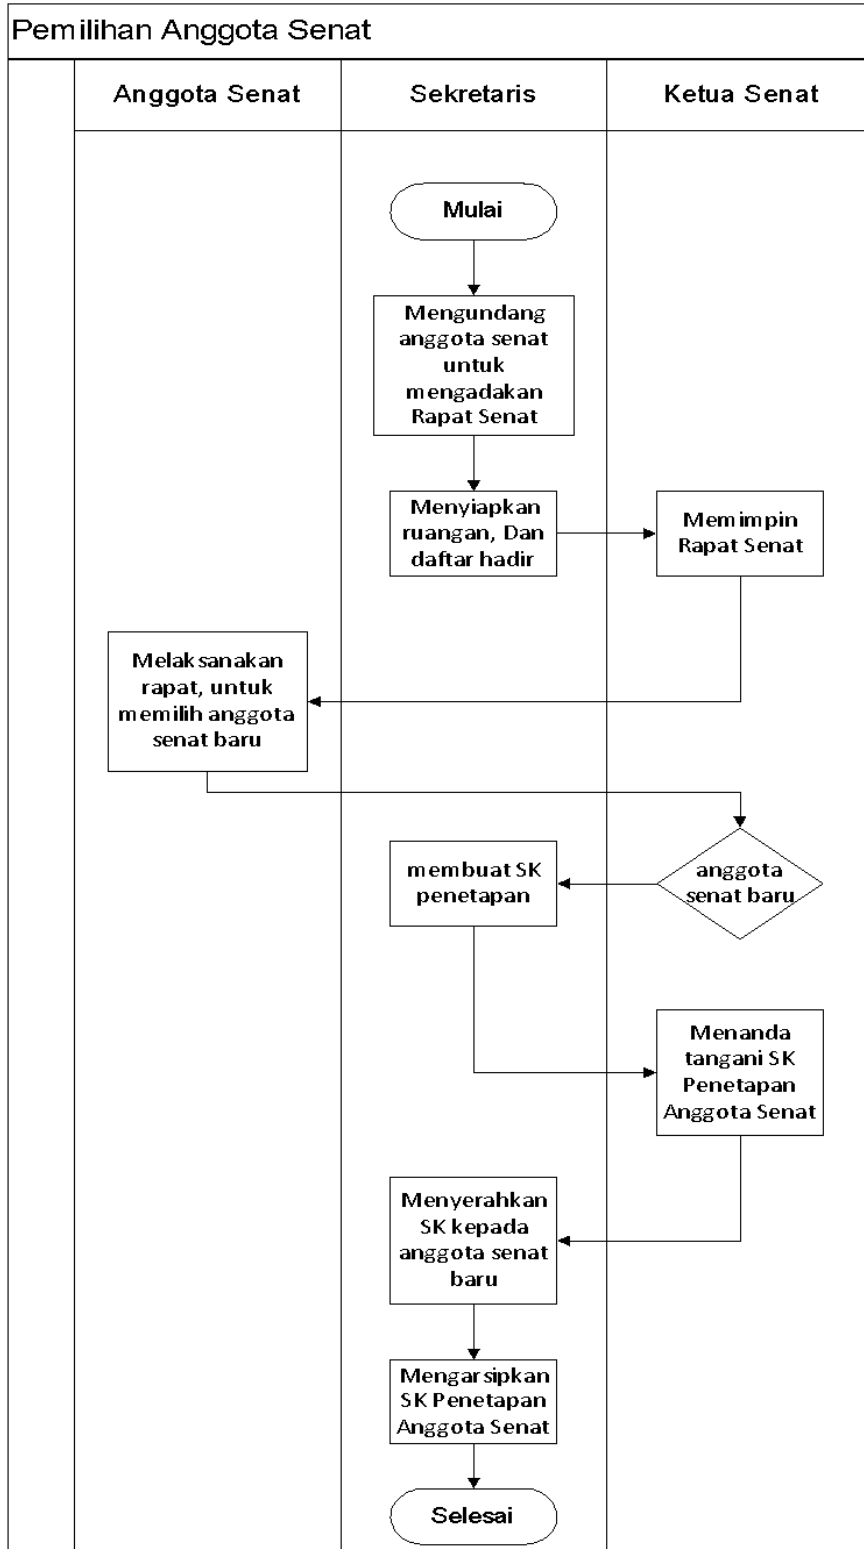 Pemilihan Anggota Senat
Anggota Senat
Sekretaris
Ketua Senat
Mulai
Mengundang
anggota senat
untuk
mengadakan
Rapat Senat
Menyiapkan
ruangan, Dan
daftar hadir
Memimpin
Rapat Senat
Melaksanakan
rapat, untuk
memilih anggota
senat baru
anggota
senat baru
membuat SK
penetapan
Menanda
tangani SK
Penetapan
Anggota Senat
Menyerahkan
SK kepada
anggota senat
baru
Mengarsipkan
SK Penetapan
Anggota Senat
Selesai